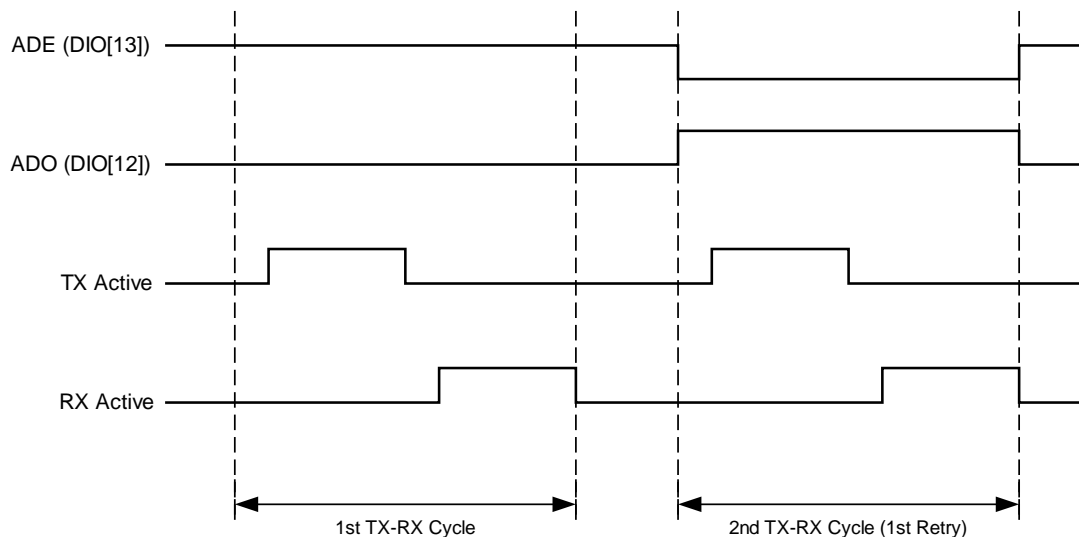 ADE (DIO[13])
ADO (DIO[12])
TX Active
RX Active
1st TX-RX Cycle
2nd TX-RX Cycle (1st Retry)